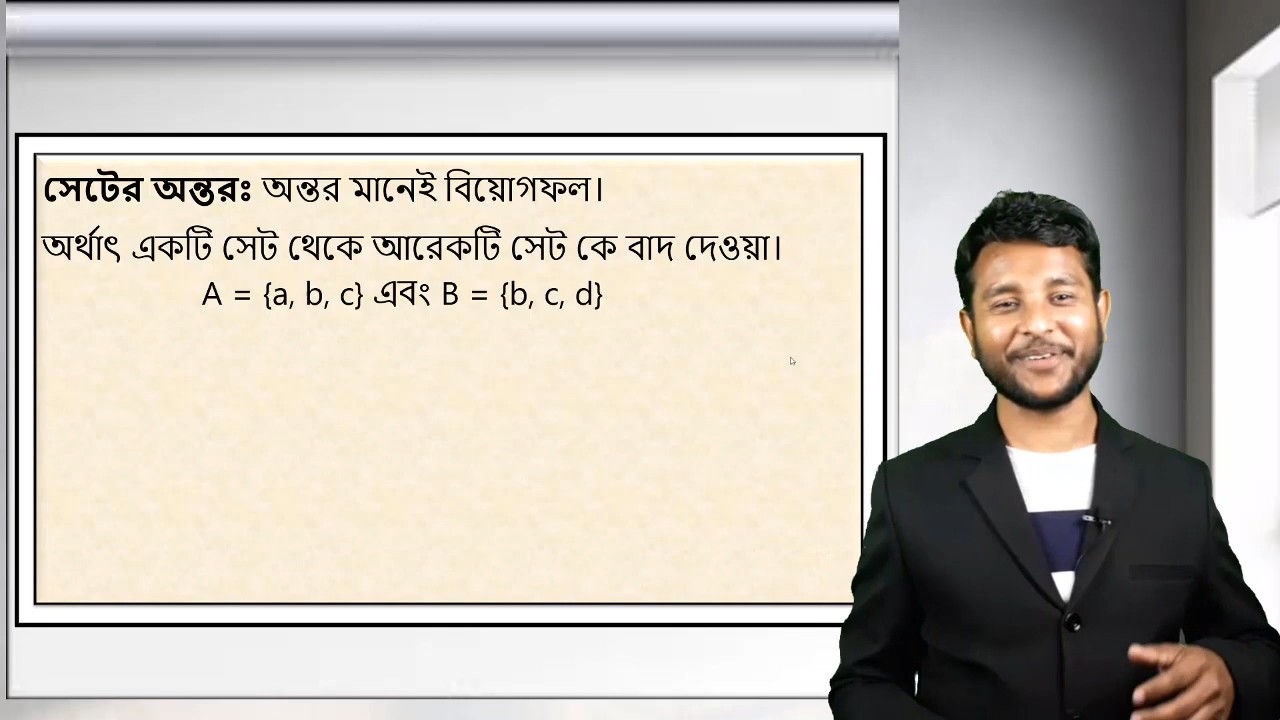 সেটের অন্তরঃ অন্তর মানেই বিয়োগফল।
অর্থাৎ একটি সেট থেকে আরেকটি সেট কে বাদ দেওয়া।
A = {a, b, c} এবং B = {b, c, d}